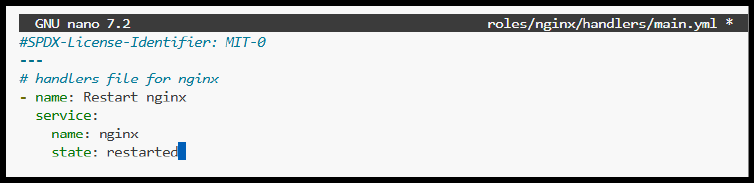 GNU nano 7.2 roles/nginx/handlers/main.yml *
#SPDX-License-Identifier: MIT-0
---
# handlers file for nginx
- name: Restart nginx
  service:
    name: nginx
    state: restarted